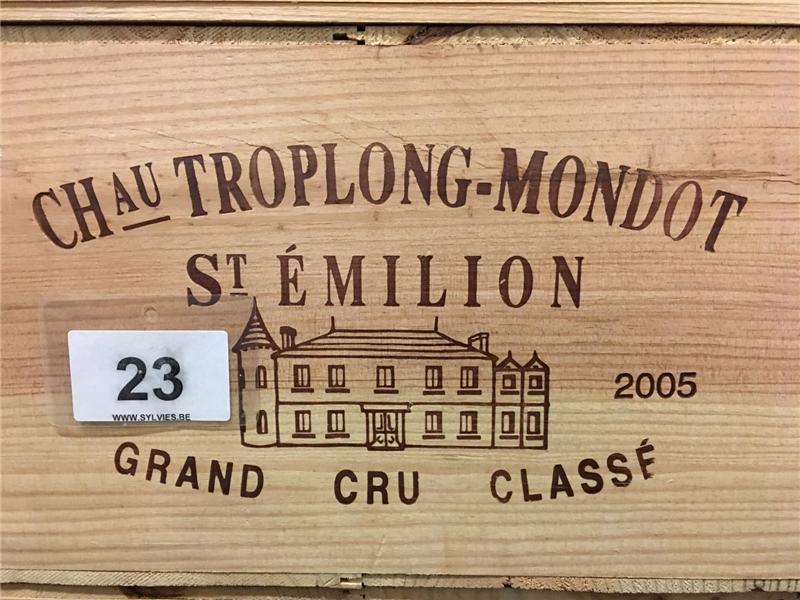 CHAU TROPLONG-MONDOT
ST ÉMILION
23
WWW.SYLVIES.BE
2005
GRAND CRU CLASSÉ